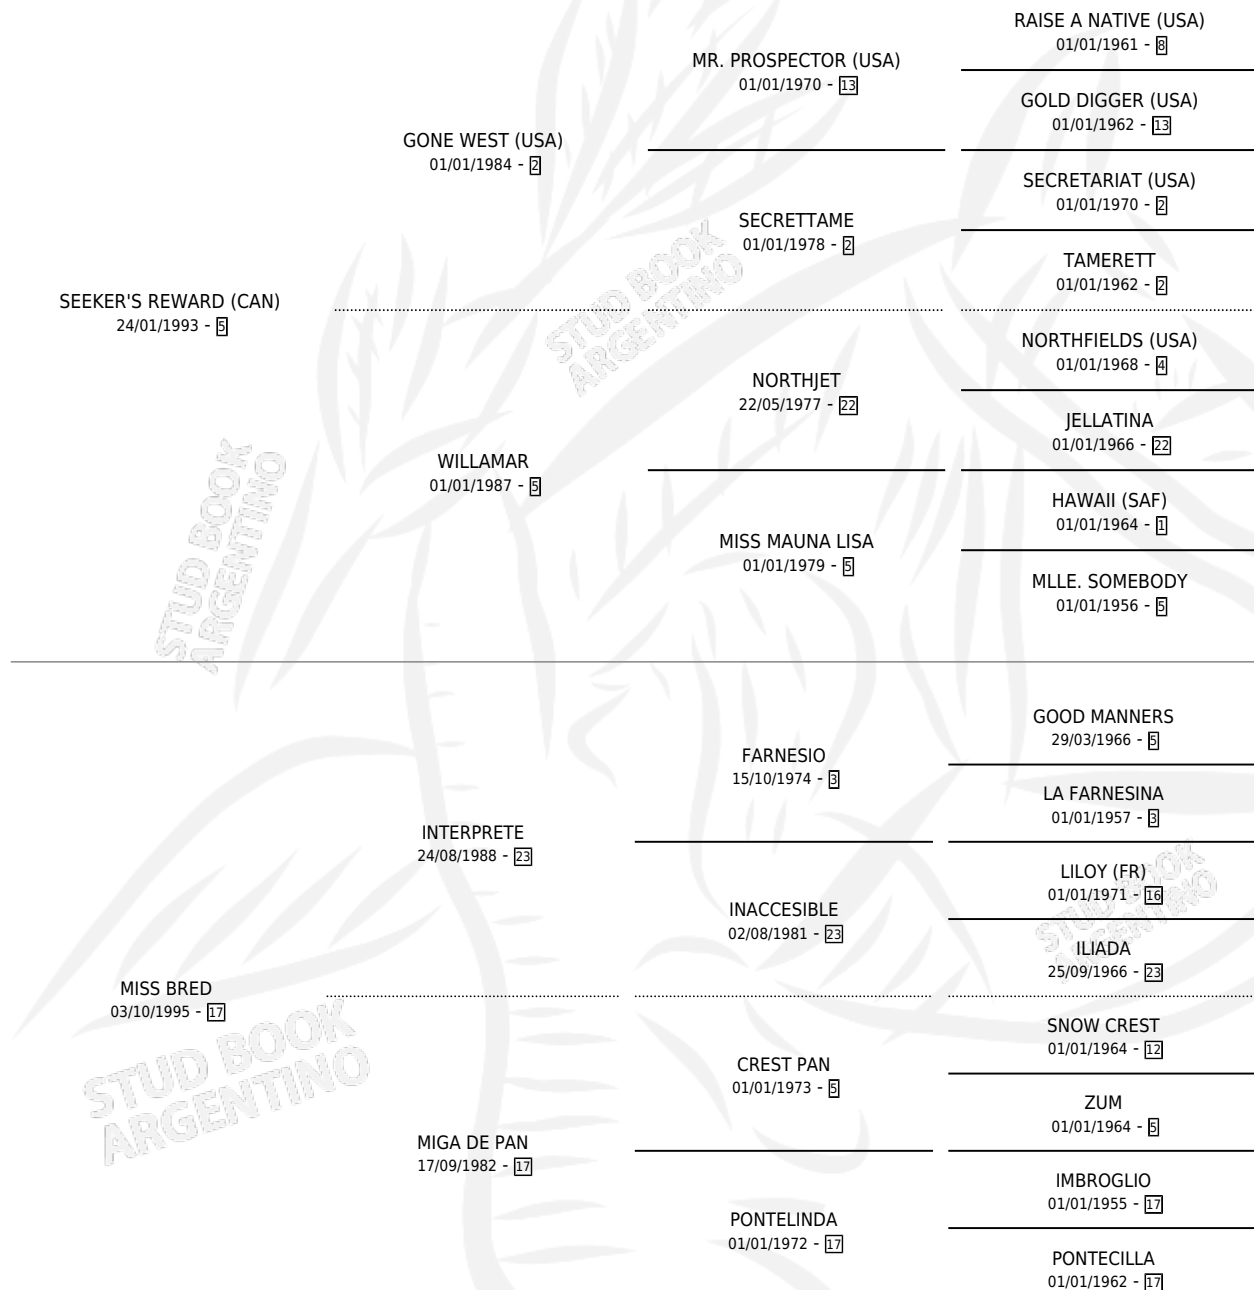 RAISE A NATIVE (USA)
01/01/1961 - 8
MR. PROSPECTOR (USA)
01/01/1970 - 13
GOLD DIGGER (USA)
01/01/1962 - 13
GONE WEST (USA)
01/01/1984 - 2
SECRETARIAT (USA)
01/01/1970 - 2
SECRETTAME
01/01/1978 - 2
TAMERETT
01/01/1962 - 2
SEEKER'S REWARD (CAN)
24/01/1993 - 5
STUD BOOK
ARGENTINO
NORTHFIELDS (USA)
01/01/1968 - 4
NORTHJET
22/05/1977 - 22
JELLATINA
01/01/1966 - 22
WILLAMAR
01/01/1987 - 5
HAWAII (SAF)
01/01/1964 - 1
MISS MAUNA LISA
01/01/1979 - 5
MLLE. SOMEBODY
01/01/1956 - 5
STUD BOOK
ARGENTINO
GOOD MANNERS
29/03/1966 - 5
FARNESIO
15/10/1974 - 3
LA FARNESINA
01/01/1957 - 3
INTERPRETE
24/08/1988 - 23
LILOY (FR)
01/01/1971 - 16
INACCESIBLE
02/08/1981 - 23
STUD BOOK
ARGENTINO
ILIADA
25/09/1966 - 23
MISS BRED
03/10/1995 - 17
SNOW CREST
01/01/1964 - 12
CREST PAN
01/01/1973 - 5
ZUM
01/01/1964 - 5
STUD BOOK
ARGENTINO
MIGA DE PAN
17/09/1982 - 17
IMBROGLIO
01/01/1955 - 17
PONTELINDA
01/01/1972 - 17
PONTECILLA
01/01/1962 - 17